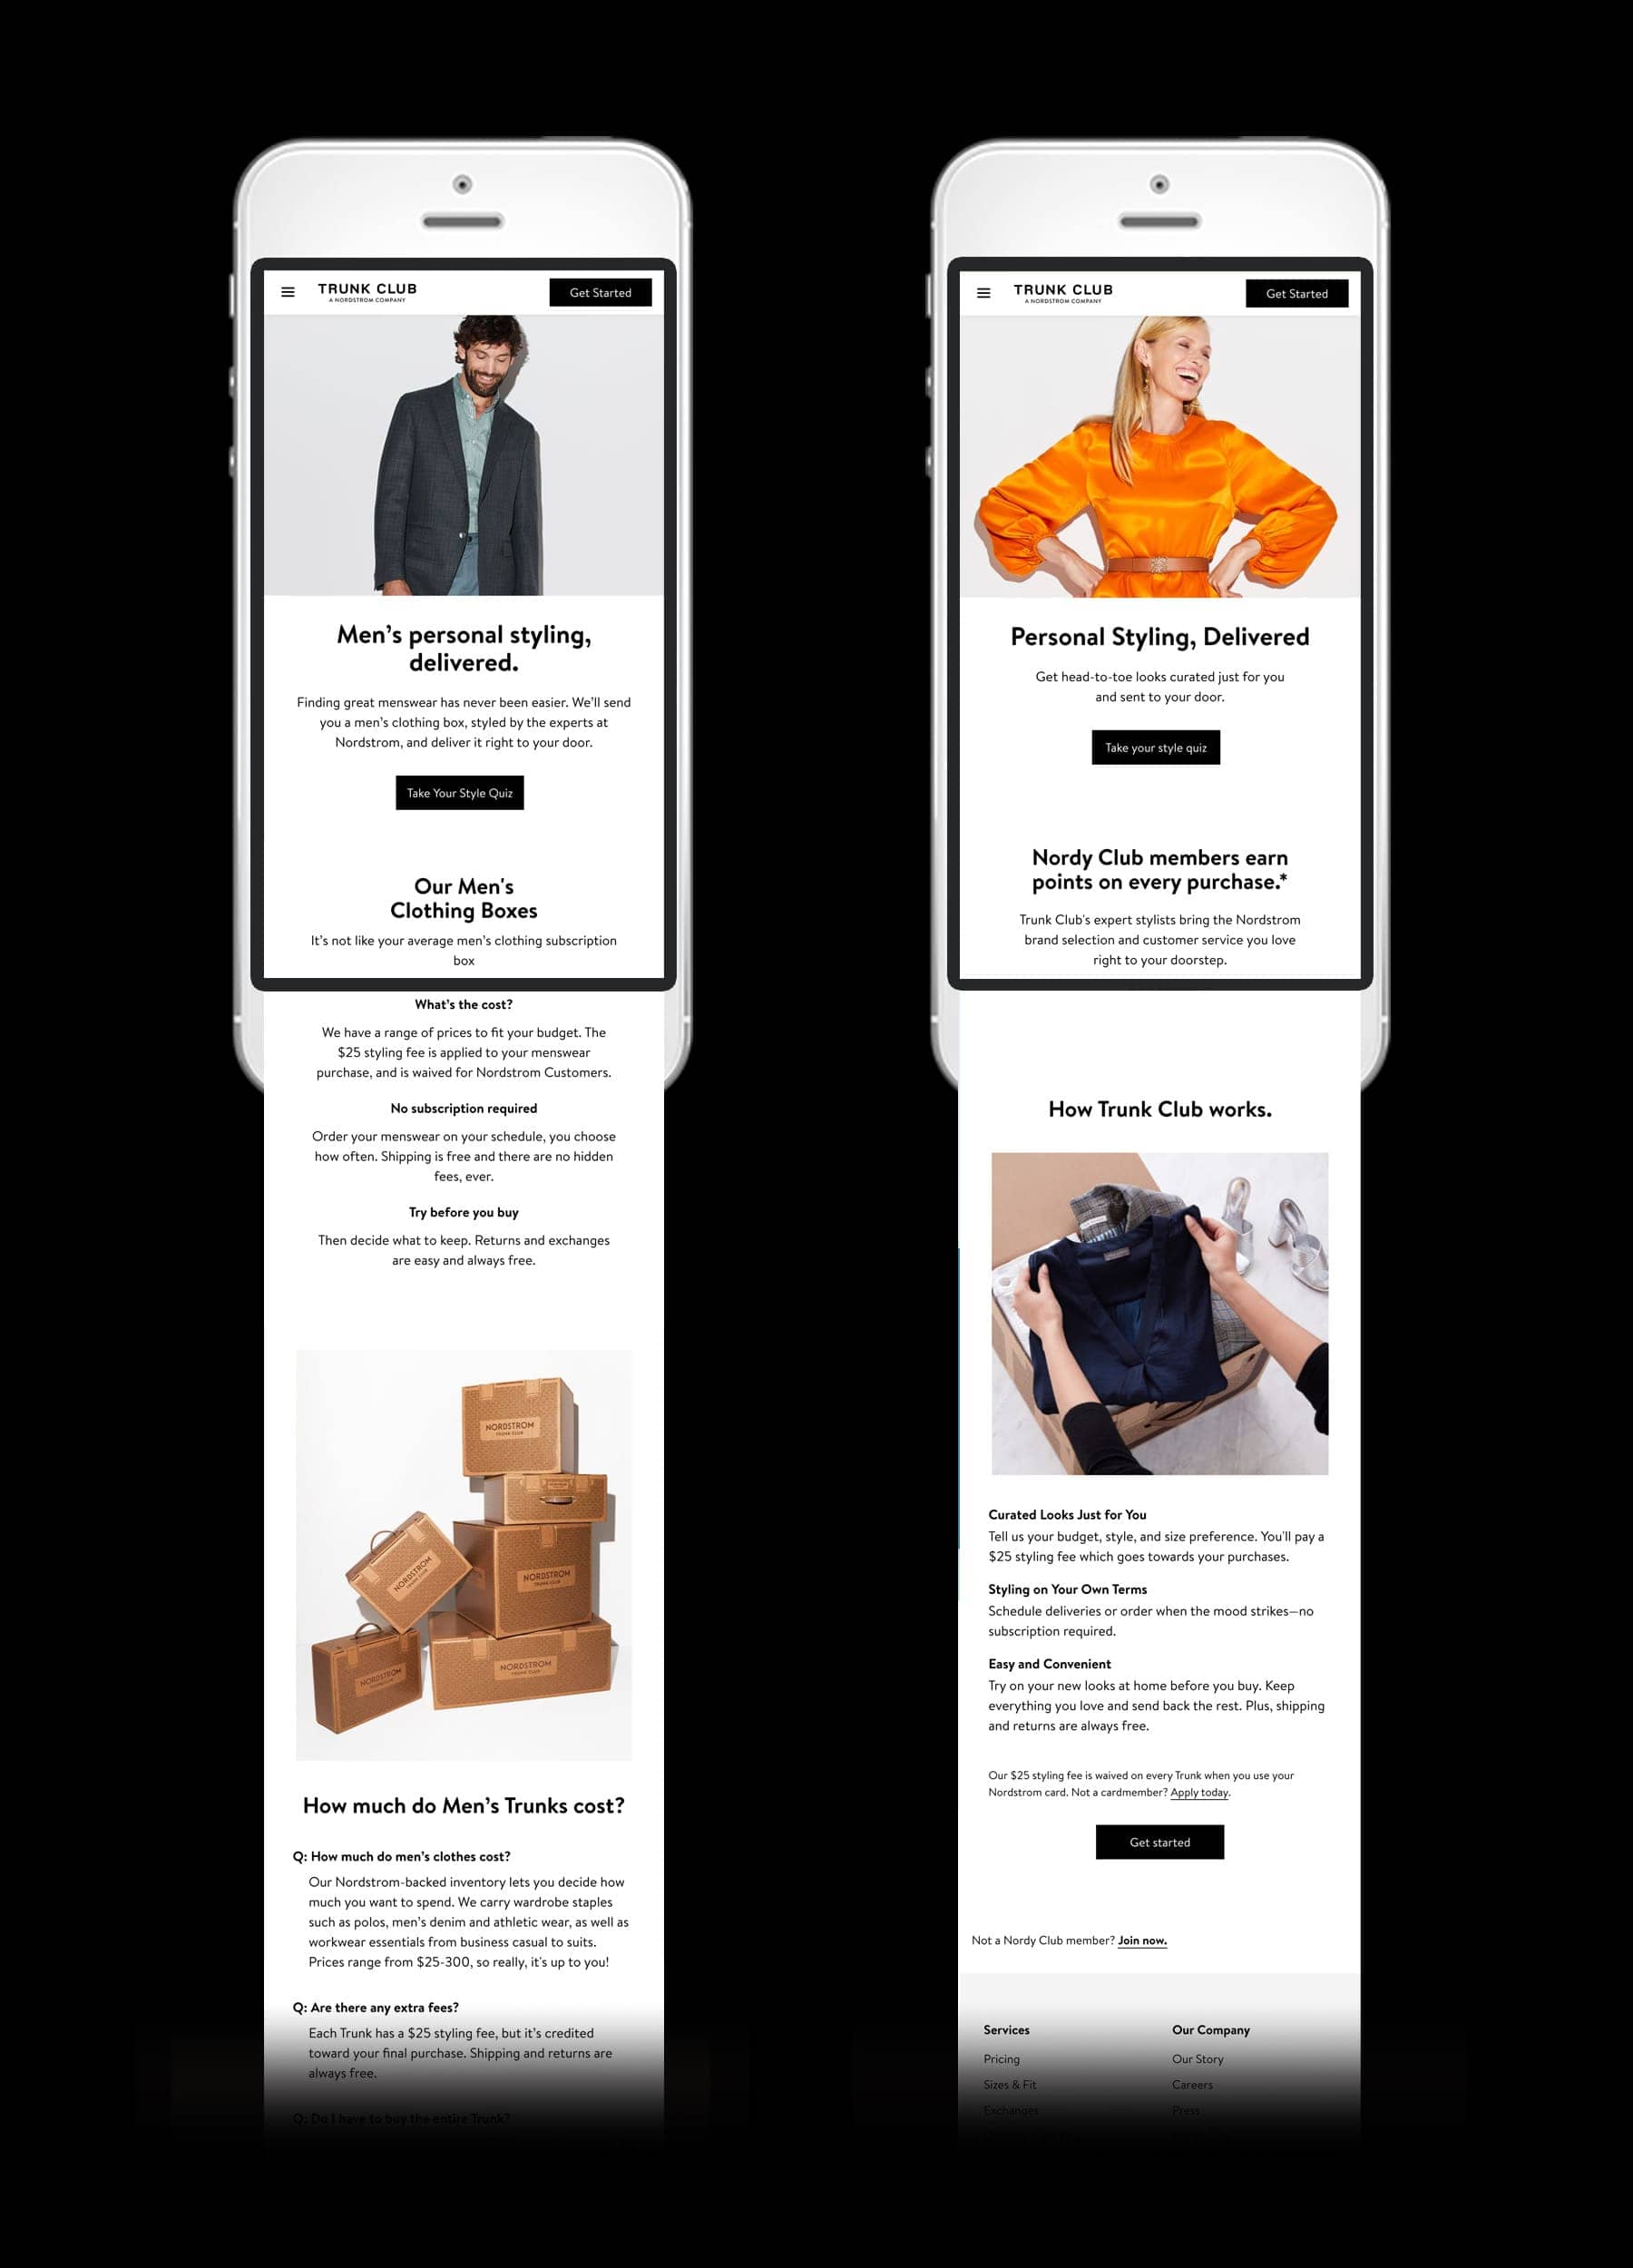 TRUNK CLUB
A NORDSTROM COMPANY
Get Started
Men’s personal styling,
delivered.
Finding great menswear has never been easier. We’ll send
you a men’s clothing box, styled by the experts at
Nordstrom, and deliver it right to your door.
Take Your Style Quiz
Our Men's
Clothing Boxes
It’s not like your average men’s clothing subscription
box
What’s the cost?
We have a range of prices to fit your budget. The
$25 styling fee is applied to your menswear
purchase, and is waived for Nordstrom Customers.
No subscription required
Order your menswear on your schedule, you choose
how often. Shipping is free and there are no hidden
fees, ever.
Try before you buy
Then decide what to keep. Returns and exchanges
are easy and always free.
NORDSTROM
TRUNK CLUB
NORDSTROM
TRUNK CLUB
NORDSTROM
TRUNK CLUB
NORDSTROM
TRUNK CLUB
NORDSTROM
TRUNK CLUB
How much do Men’s Trunks cost?
Q: How much do men’s clothes cost?
Our Nordstrom-backed inventory lets you decide how
much you want to spend. We carry wardrobe staples
such as polos, men’s denim and athletic wear, as well as
workwear essentials from business casual to suits.
Prices range from $25-300, so really, it's up to you!
Q: Are there any extra fees?
Each Trunk has a $25 styling fee, but it’s credited
toward your final purchase. Shipping and returns are
always free.
Q: Do I have to buy the entire Trunk?
TRUNK CLUB
A NORDSTROM COMPANY
Get Started
Personal Styling, Delivered
Get head-to-toe looks curated just for you
and sent to your door.
Take your style quiz
Nordy Club members earn
points on every purchase.*
Trunk Club's expert stylists bring the Nordstrom
brand selection and customer service you love
right to your doorstep.
How Trunk Club works.
Curated Looks Just for You
Tell us your budget, style, and size preference. You'll pay a
$25 styling fee which goes towards your purchases.
Styling on Your Own Terms
Schedule deliveries or order when the mood strikes—no
subscription required.
Easy and Convenient
Try on your new looks at home before you buy. Keep
everything you love and send back the rest. Plus, shipping
and returns are always free.
Our $25 styling fee is waived on every Trunk when you use your
Nordstrom card. Not a cardmember? Apply today.
Get started
Not a Nordy Club member? Join now.
Services
Our Company
Pricing
Our Story
Sizes & Fit
Careers
Exchanges
Press